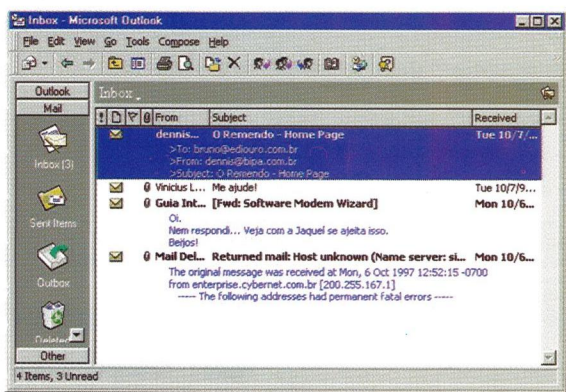 Inbox - Microsoft Outlook
File Edit View Go Tools Compose Help
Outlook
Mail
Inbox (3)
Sent Items
Outbox
Deleted
Other
Inbox
! From Subject Received
dennis... O Remendo - Home Page Tue 10/7/...
>To: bruno@ediouro.com.br
>From: dennis@bipa.com.br
>Subject: O Remendo - Home Page
Vinicius L... Me ajude! Tue 10/7/9...
Guia Int... [Fwd: Software Modem Wizard] Mon 10/6...
Oi.
Nem respondi... Veja com a Jaquel se ajeita isso.
Beijos!
Mail Del... Returned mail: Host unknown (Name server: si... Mon 10/6...
The original message was received at Mon, 6 Oct 1997 12:52:15 -0700
from enterprise.cybernet.com.br [200.255.167.1]
----- The following addresses had permanent fatal errors -----
4 Items, 3 Unread